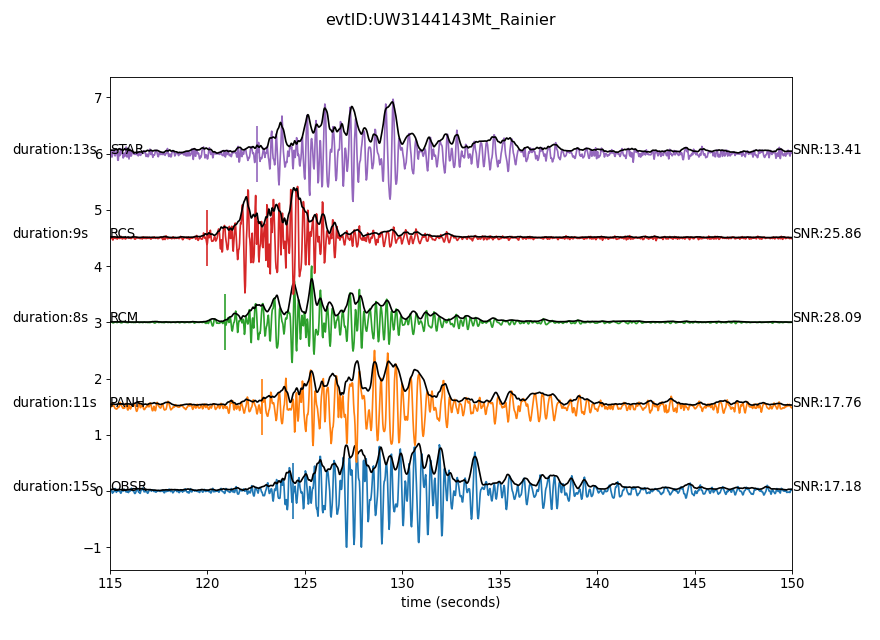 evtID:UW3144143Mt_Rainier
7
duration:13s STAR SNR:13.41
6
5
duration:9s RCS SNR:25.86
4
duration:8s RCM SNR:28.09
3
2
duration:11s PANH SNR:17.76
1
duration:15s OBSR SNR:17.18
0
−1
115 120 125 130 135 140 145 150
time (seconds)